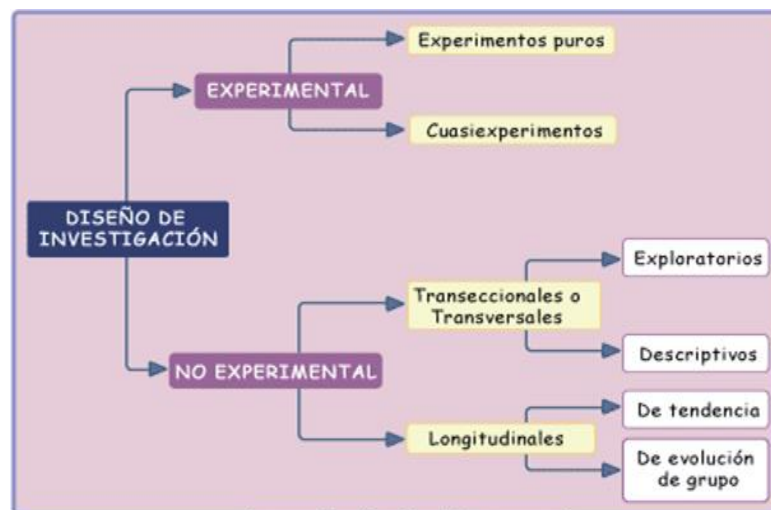 Experimentos puros
EXPERIMENTAL
Cuasiexperimentos
DISEÑO DE
INVESTIGACIÓN
Exploratorios
Transeccionales o
Transversales
Descriptivos
NO EXPERIMENTAL
De tendencia
Longitudinales
De evolución
de grupo